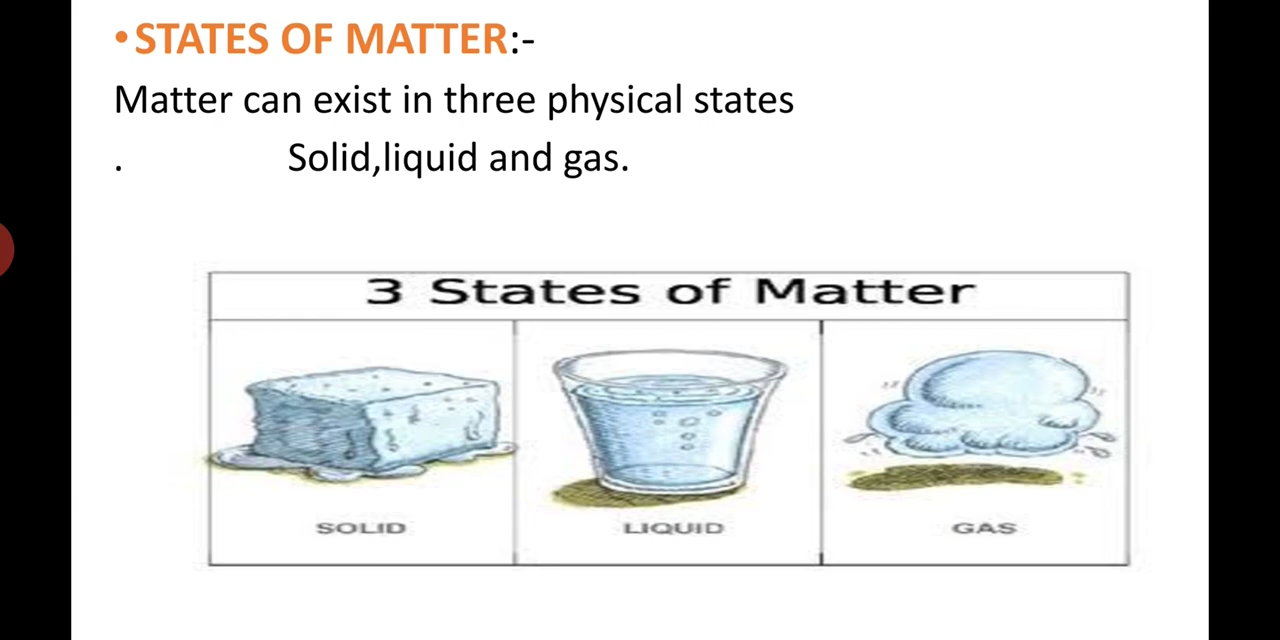 •STATES OF MATTER:-
Matter can exist in three physical states
. Solid,liquid and gas.
3 States of Matter
SOLID
LIQUID
GAS